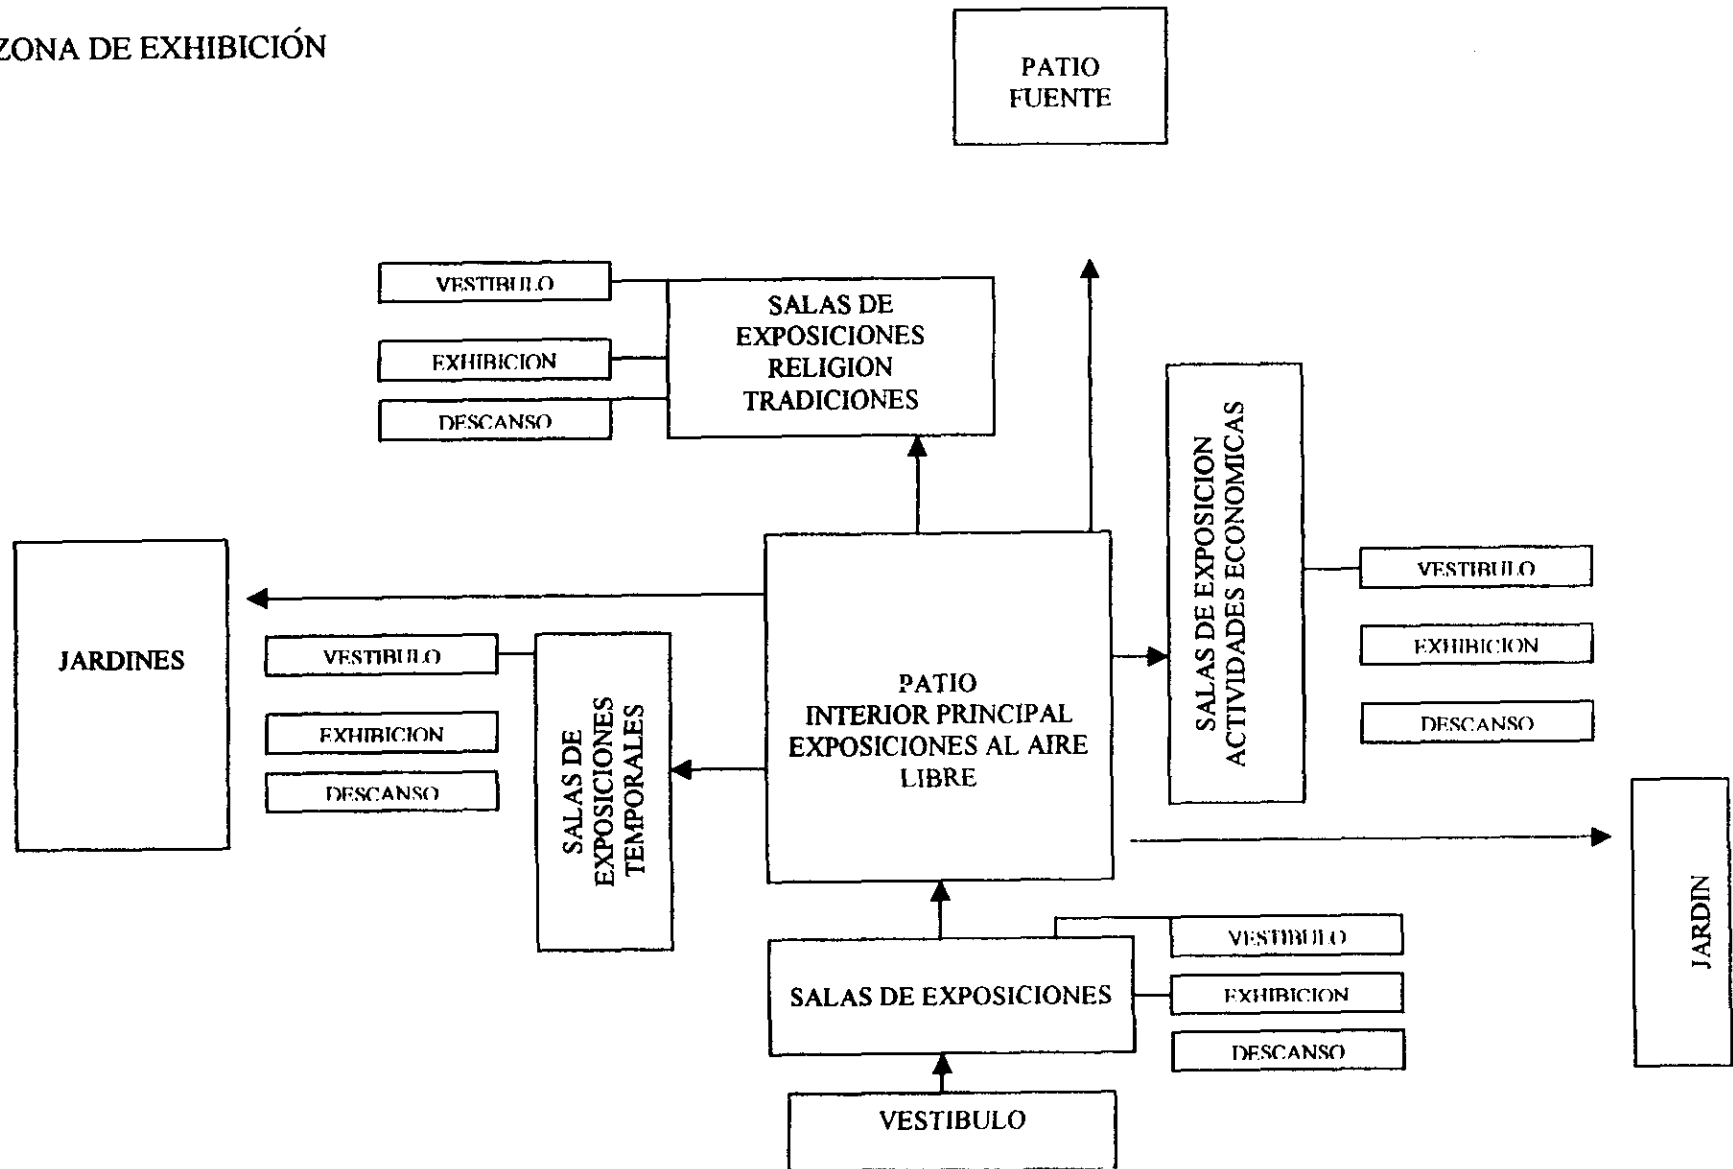 ZONA DE EXHIBICIÓN
PATIO
FUENTE
VESTIBULO
EXHIBICION
DESCANSO
SALAS DE
EXPOSICIONES
RELIGION
TRADICIONES
SALAS DE EXPOSICION
ACTIVIDADES ECONOMICAS
VESTIBULO
EXHIBICION
DESCANSO
JARDINES
VESTIBULO
EXHIBICION
DESCANSO
SALAS DE
EXPOSICIONES
TEMPORALES
PATIO
INTERIOR PRINCIPAL
EXPOSICIONES AL AIRE
LIBRE
JARDIN
SALAS DE EXPOSICIONES
VESTIBULO
EXHIBICION
DESCANSO
VESTIBULO